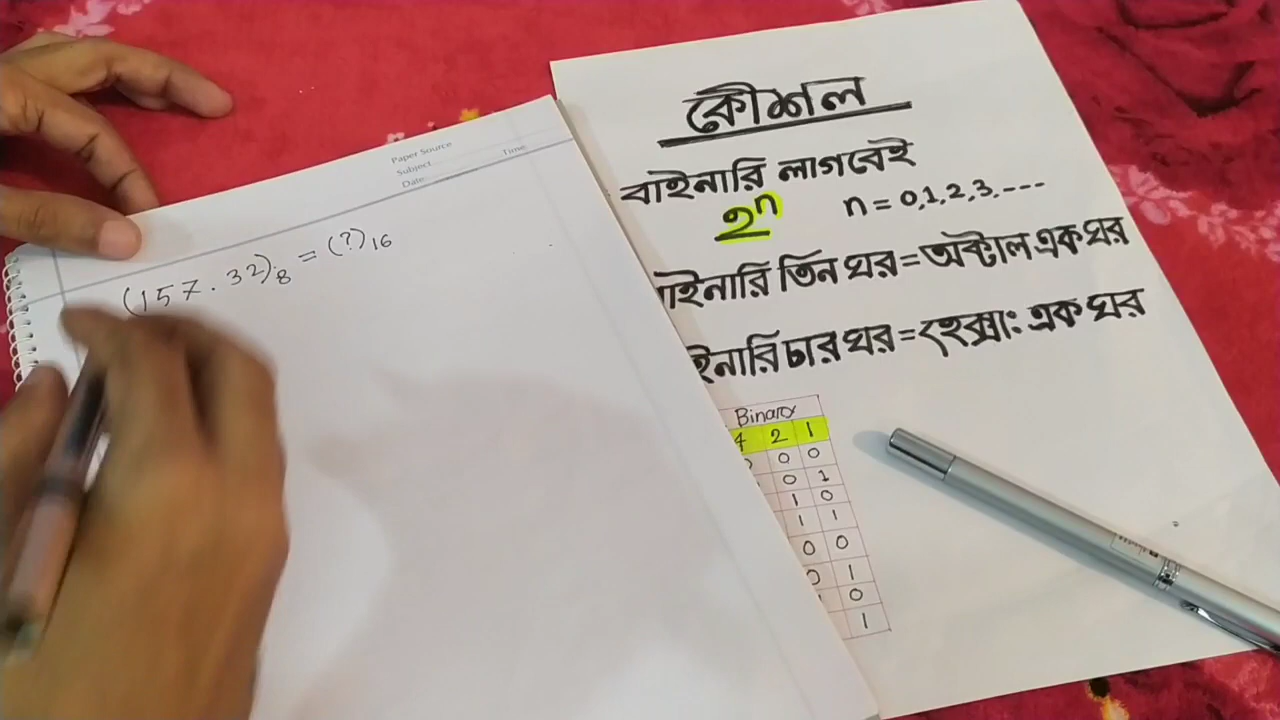 Paper Source
Subject
Date
Time
(157.32)8 = (?)16
কৌশল
বাইনারি লাগবেই
2n n = 0,1,2,3,---
বাইনারি তিন ঘর=অক্টাল এক ঘর
বাইনারি চার ঘর=হেক্সাঃ এক ঘর
Binary
4 2 1
0 0 0
0 1
1 0
1 1
0 0
0 1
0
1